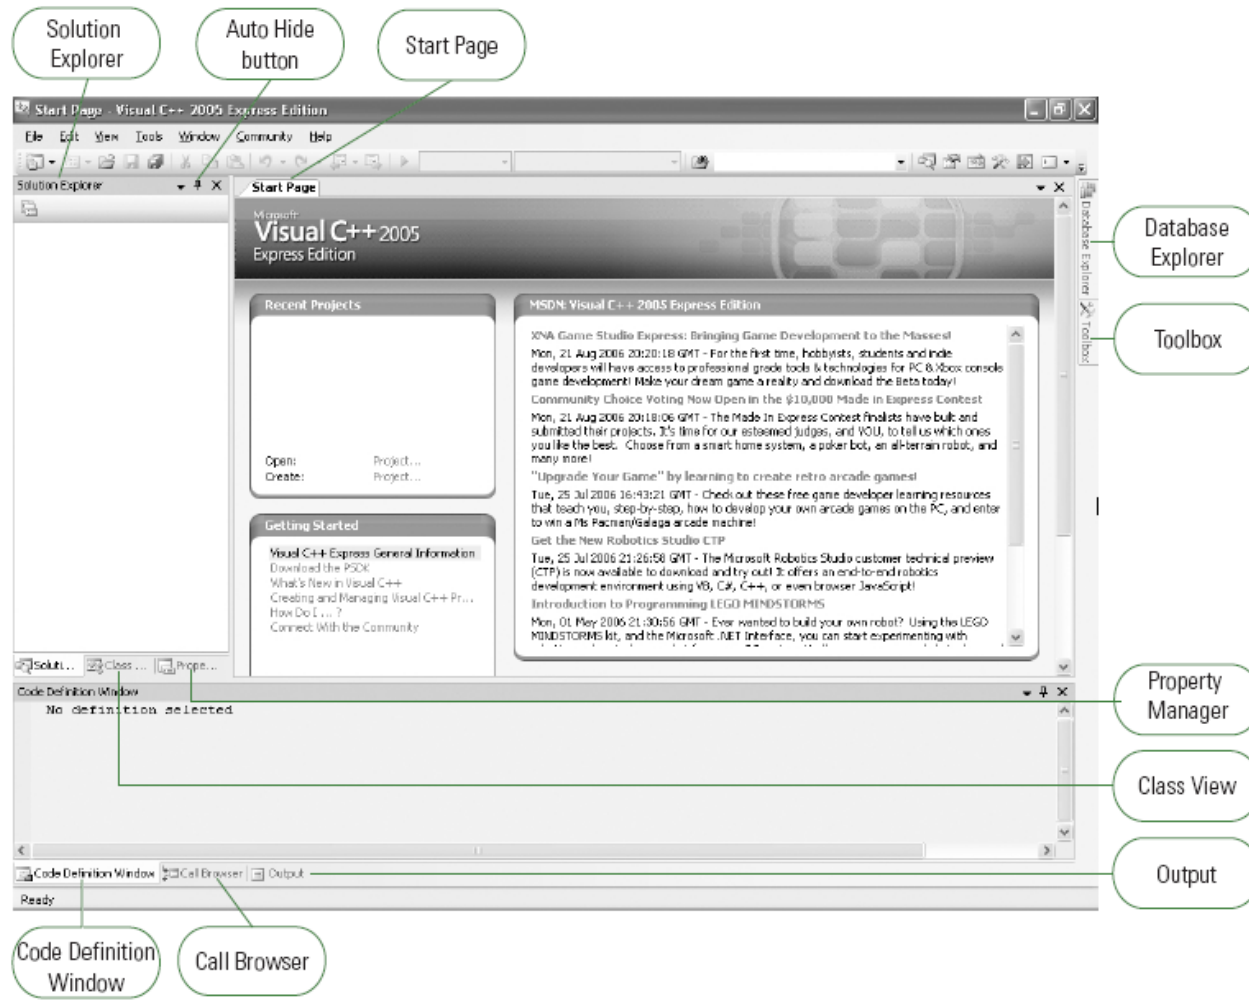 Solution
Explorer
Auto Hide
button
Start Page
Start Page - Visual C++ 2005 Express Edition
File Edit View Tools Window Community Help
Solution Explorer
Start Page
Microsoft
Visual C++ 2005
Express Edition
Database Explorer
Toolbox
Database
Explorer
Toolbox
Recent Projects
Open: Project...
Create: Project...
Getting Started
Visual C++ Express General Information
Download the PSDK
What's New in Visual C++
Creating and Managing Visual C++ Pr...
How Do I ... ?
Connect With the Community
MSDN: Visual C++ 2005 Express Edition
XNA Game Studio Express: Bringing Game Development to the Masses!
Mon, 21 Aug 2006 20:20:18 GMT - For the first time, hobbyists, students and indie
developers will have access to professional grade tools & technologies for PC & Xbox console
game development! Make your dream game a reality and download the Beta today!
Community Choice Voting Now Open in the $10,000 Made in Express Contest
Mon, 21 Aug 2006 20:18:06 GMT - The Made In Express Contest finalists have built and
submitted their projects. It's time for our esteemed judges, and YOU, to tell us which ones
you like the best. Choose from a smart home system, a poker bot, an all-terrain robot, and
many more!
"Upgrade Your Game" by learning to create retro arcade games!
Tue, 25 Jul 2006 16:43:21 GMT - Check out these free game developer learning resources
that teach you, step-by-step, how to develop your own arcade games on the PC, and enter
to win a Ms Pacman/Galaga arcade machine!
Get the New Robotics Studio CTP
Tue, 25 Jul 2006 21:26:58 GMT - The Microsoft Robotics Studio customer technical preview
(CTP) is now available to download and try out! It offers an end-to-end robotics
development environment using VB, C#, C++, or even browser JavaScript!
Introduction to Programming LEGO MINDSTORMS
Mon, 01 May 2006 21:30:56 GMT - Ever wanted to build your own robot? Using the LEGO
MINDSTORMS kit, and the Microsoft .NET Interface, you can start experimenting with
Soluti... Class ... Prope...
Code Definition Window
No definition selected
Property
Manager
Class View
Code Definition Window Call Browser Output
Output
Ready
Code Definition
Window
Call Browser